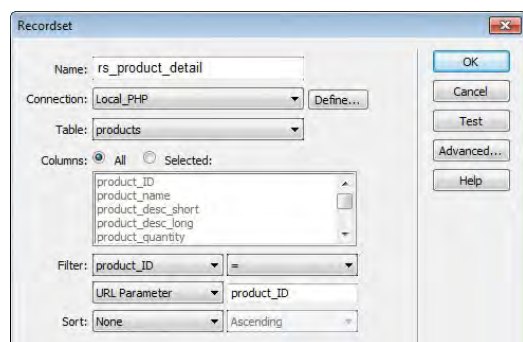 Recordset
Name: rs_product_detail
OK
Connection: Local_PHP Define...
Cancel
Table: products
Test
Columns: All Selected:
Advanced...
product_ID
Help
product_name
product_desc_short
product_desc_long
product_quantity
Filter: product_ID =
URL Parameter product_ID
Sort: None Ascending